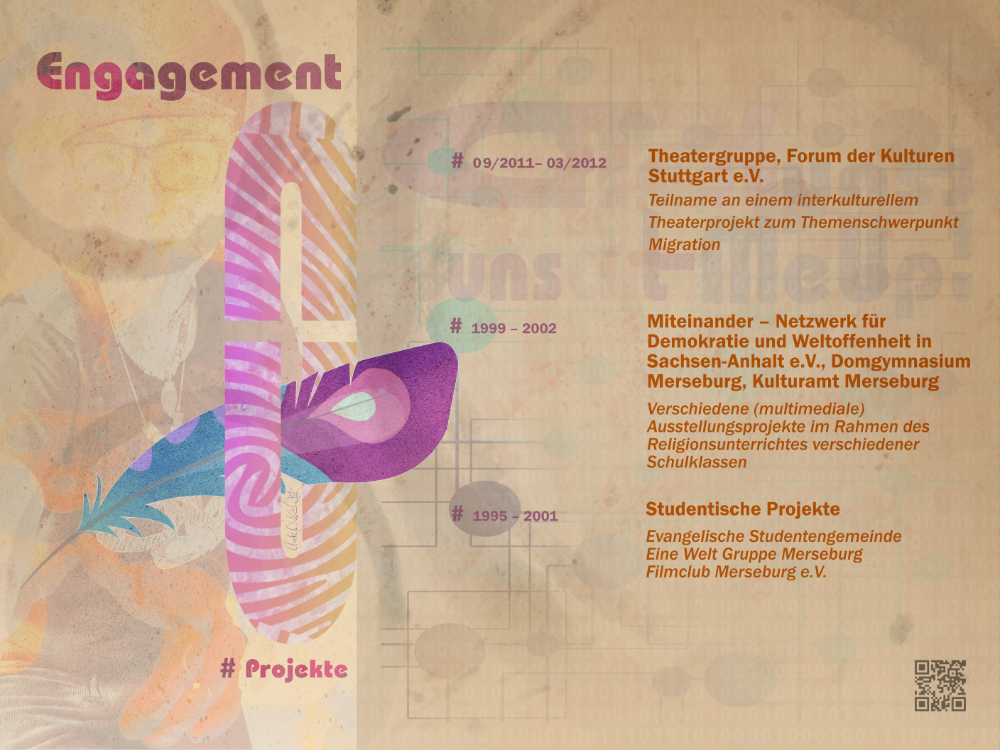 Engagement
# 09/2011– 03/2012
Theatergruppe, Forum der Kulturen
Stuttgart e.V.
Teilname an einem interkulturellem
Theaterprojekt zum Themenschwerpunkt
Migration
# 1999 – 2002
Miteinander – Netzwerk für
Demokratie und Weltoffenheit in
Sachsen-Anhalt e.V., Domgymnasium
Merseburg, Kulturamt Merseburg
Verschiedene (multimediale)
Ausstellungsprojekte im Rahmen des
Religionsunterrichtes verschiedener
Schulklassen
# 1995 – 2001
Studentische Projekte
Evangelische Studentengemeinde
Eine Welt Gruppe Merseburg
Filmclub Merseburg e.V.
# Projekte